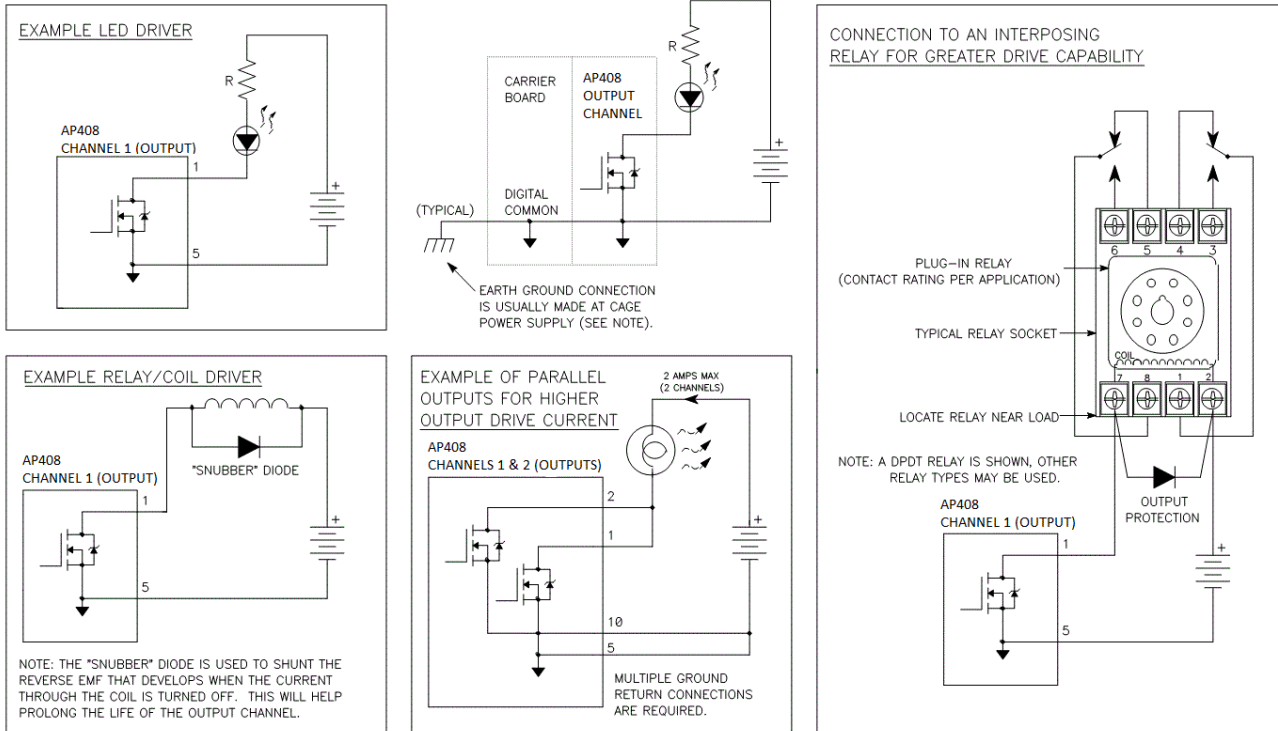 EXAMPLE LED DRIVER
R
AP408
CHANNEL 1 (OUTPUT)
1
+
5
R
CARRIER
BOARD
AP408
OUTPUT
CHANNEL
+
DIGITAL
COMMON
(TYPICAL)
EARTH GROUND CONNECTION
IS USUALLY MADE AT CAGE
POWER SUPPLY (SEE NOTE).
EXAMPLE RELAY/COIL DRIVER
"SNUBBER" DIODE
AP408
CHANNEL 1 (OUTPUT)
1
+
5
NOTE: THE "SNUBBER" DIODE IS USED TO SHUNT THE
REVERSE EMF THAT DEVELOPS WHEN THE CURRENT
THROUGH THE COIL IS TURNED OFF. THIS WILL HELP
PROLONG THE LIFE OF THE OUTPUT CHANNEL.
EXAMPLE OF PARALLEL
OUTPUTS FOR HIGHER
OUTPUT DRIVE CURRENT
2 AMPS MAX
(2 CHANNELS)
AP408
CHANNELS 1 & 2 (OUTPUTS)
2
1
+
10
5
MULTIPLE GROUND
RETURN CONNECTIONS
ARE REQUIRED.
CONNECTION TO AN INTERPOSING
RELAY FOR GREATER DRIVE CAPABILITY
6 5 4 3
PLUG-IN RELAY
(CONTACT RATING PER APPLICATION)
TYPICAL RELAY SOCKET
COIL
7 8 1 2
LOCATE RELAY NEAR LOAD
NOTE: A DPDT RELAY IS SHOWN, OTHER
RELAY TYPES MAY BE USED.
OUTPUT
PROTECTION
AP408
CHANNEL 1 (OUTPUT)
1
+
5